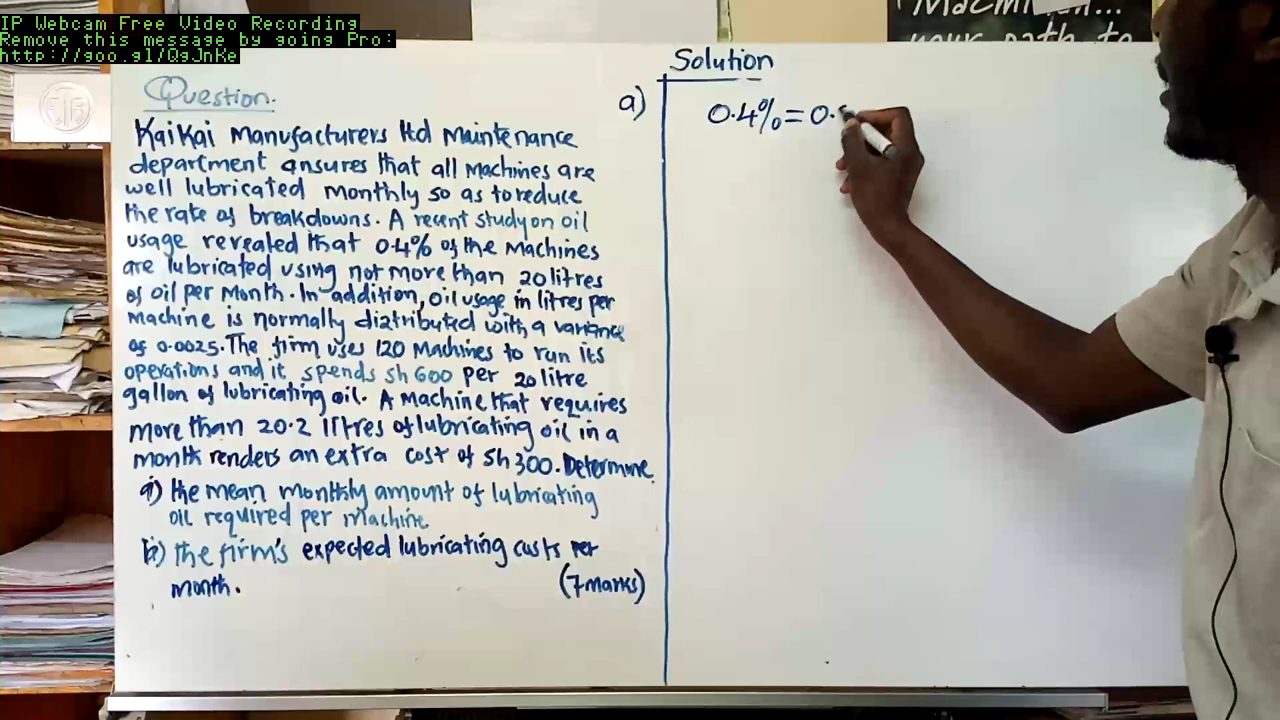 IP Webcam Free Video Recording
Remove this message by going Pro:
http://goo.gl/QgJnKe
Macmillan...
your path to
Question.
KaiKai Manufacturers Ltd Maintenance
department ensures that all Machines are
well lubricated monthly so as to reduce
the rate of breakdowns. A recent study on oil
usage revealed that 0.4% of the Machines
are lubricated using not more than 20 litres
of oil per Month. In addition, oil usage in litres per
Machine is normally distributed with a variance
of 0.0025. The firm uses 120 Machines to run its
operations and it spends Sh 600 per 20 litre
gallon of lubricating oil. A Machine that requires
more than 20.2 litres of lubricating oil in a
month renders an extra cost of Sh 300. Determine
a) the mean monthly amount of lubricating
oil required per machine.
b) the firm's expected lubricating costs per
month. (7 marks)
Solution
a) 0.4% = 0.